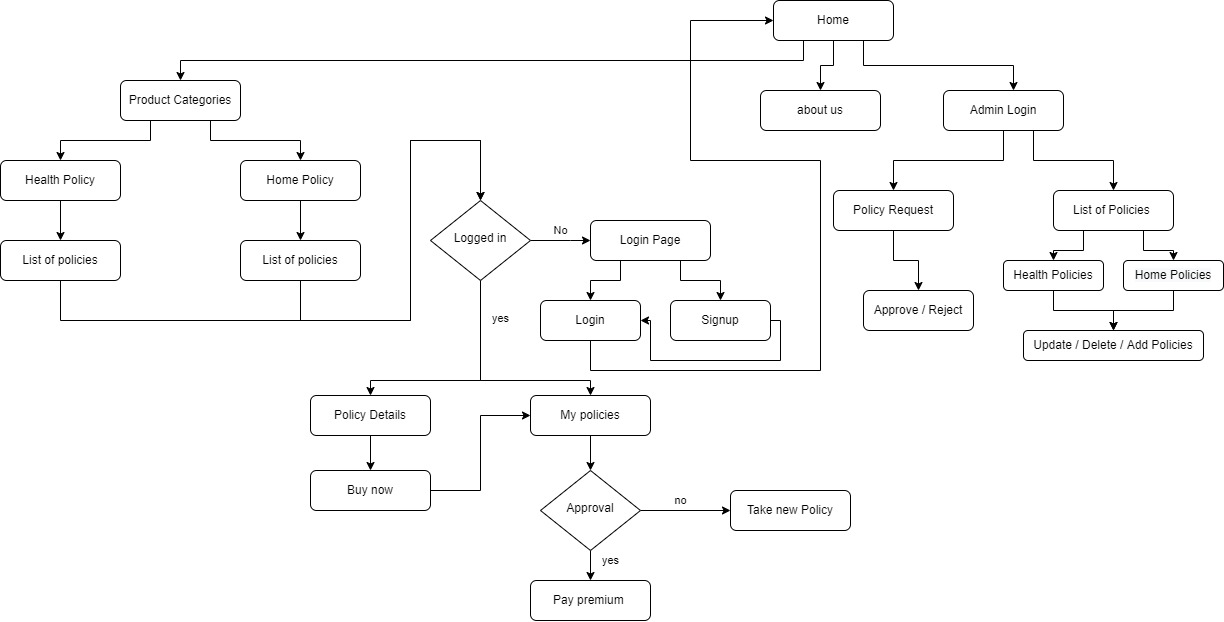 Home
Product Categories
about us
Admin Login
Health Policy
Home Policy
Policy Request
List of Policies
Logged in
No
Login Page
List of policies
List of policies
Health Policies
Home Policies
Approve / Reject
Login
Signup
yes
Update / Delete / Add Policies
Policy Details
My policies
Buy now
Approval
no
Take new Policy
yes
Pay premium